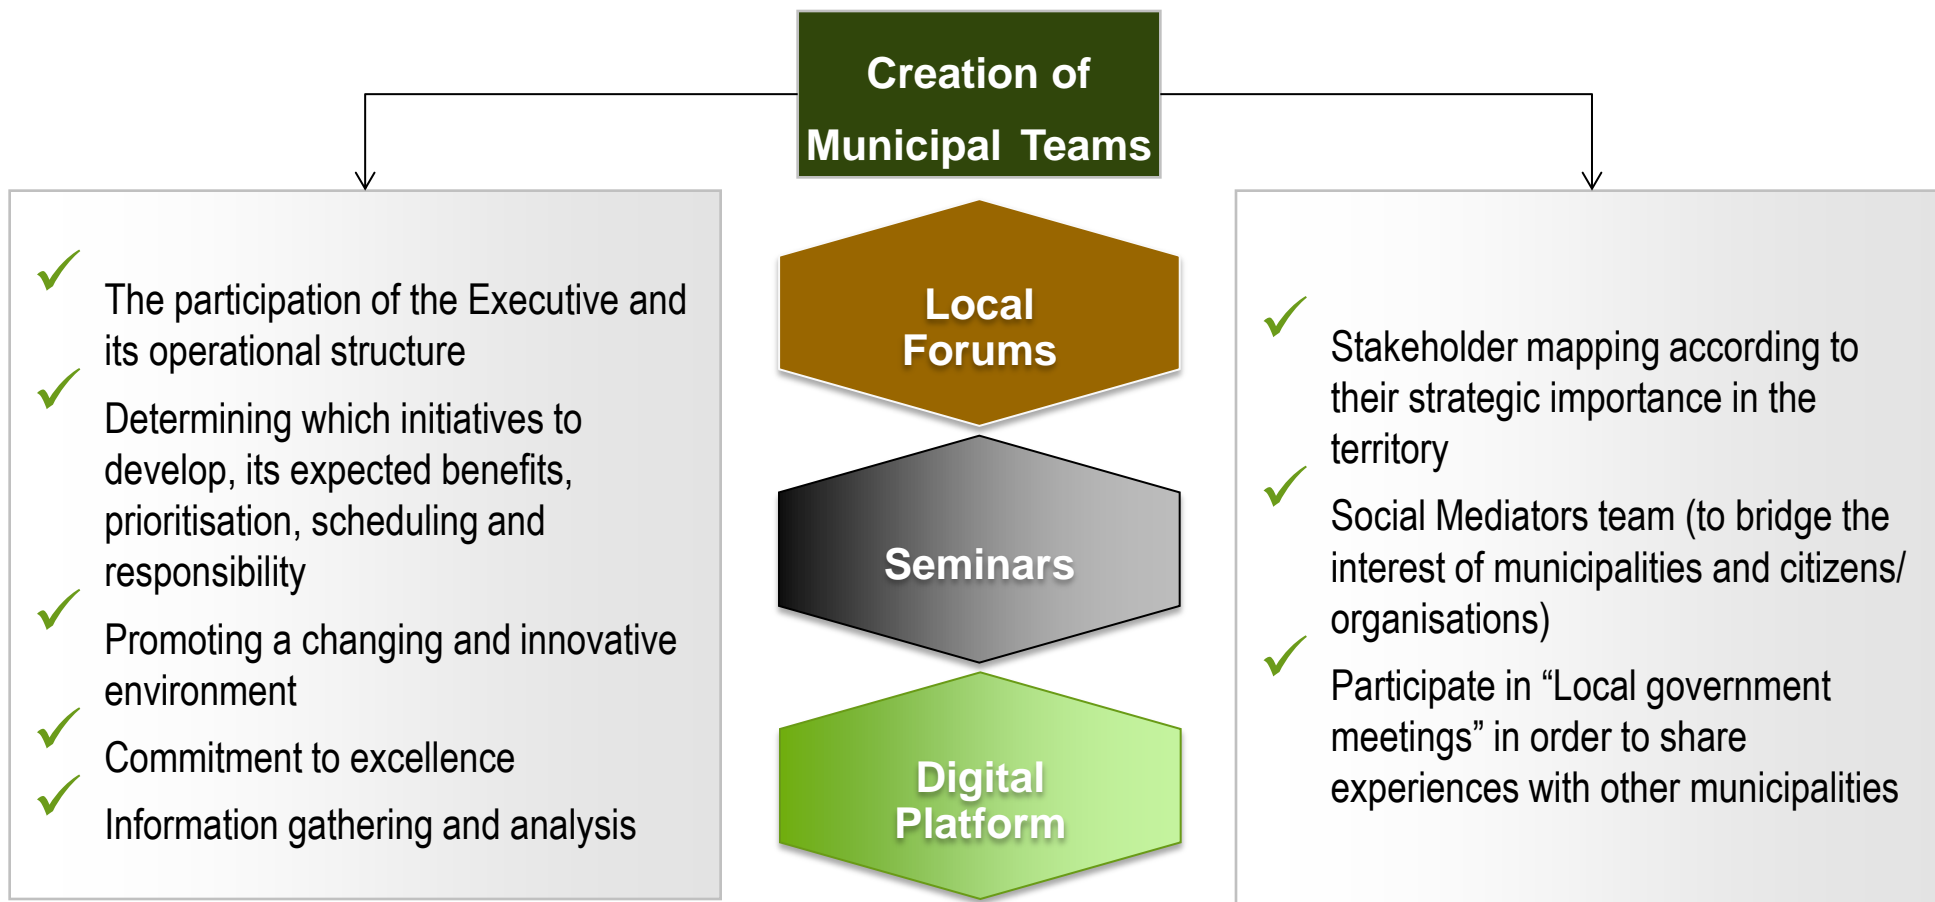 Creation of
Municipal Teams
The participation of the Executive and
its operational structure
Determining which initiatives to
develop, its expected benefits,
prioritisation, scheduling and
responsibility
Promoting a changing and innovative
environment
Commitment to excellence
Information gathering and analysis
Local
Forums
Seminars
Digital
Platform
Stakeholder mapping according to
their strategic importance in the
territory
Social Mediators team (to bridge the
interest of municipalities and citizens/
organisations)
Participate in “Local government
meetings” in order to share
experiences with other municipalities